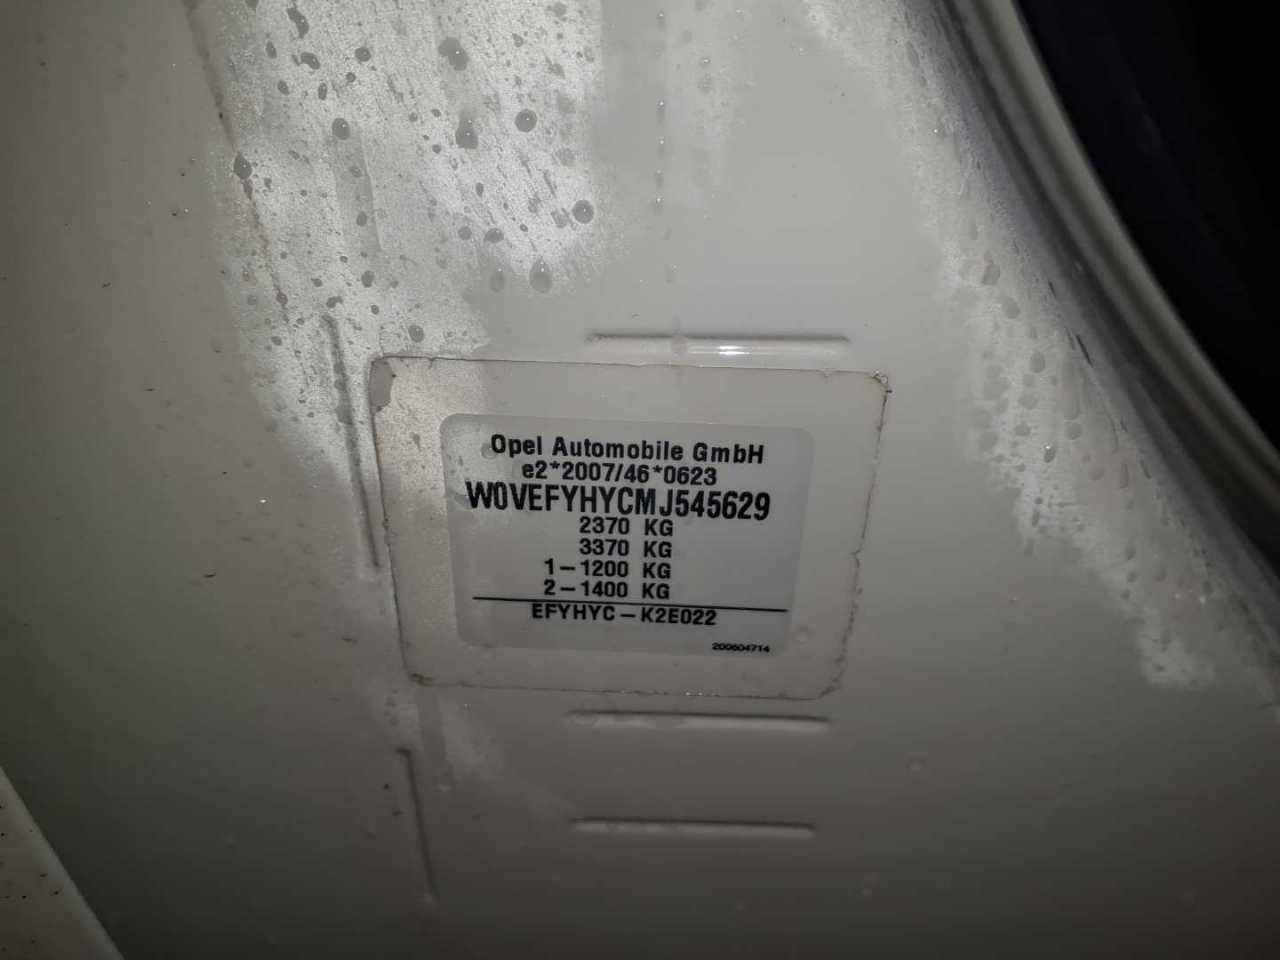 Opel Automobile GmbH
e2*2007/46*0623
W0VEFYHYCMJ545629
2370 KG
3370 KG
1-1200 KG
2-1400 KG
EFYHYC-K2E022
200604714